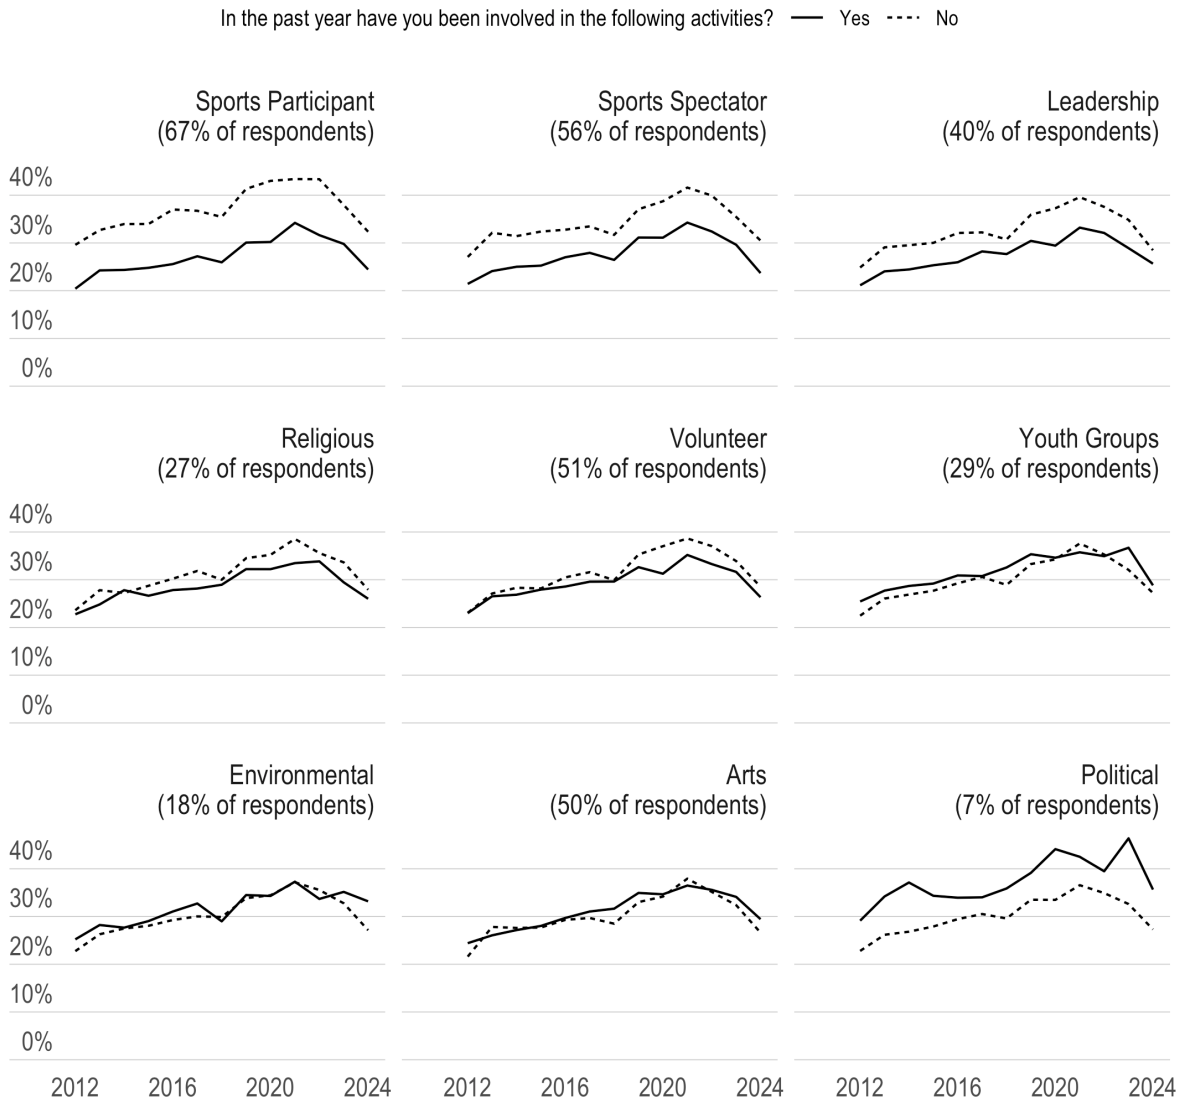 In the past year have you been involved in the following activities? Yes No
Sports Participant
(67% of respondents)
Sports Spectator
(56% of respondents)
Leadership
(40% of respondents)
40%
30%
20%
10%
0%
Religious
(27% of respondents)
Volunteer
(51% of respondents)
Youth Groups
(29% of respondents)
40%
30%
20%
10%
0%
Environmental
(18% of respondents)
Arts
(50% of respondents)
Political
(7% of respondents)
40%
30%
20%
10%
0%
2012 2016 2020 2024 2012 2016 2020 2024 2012 2016 2020 2024